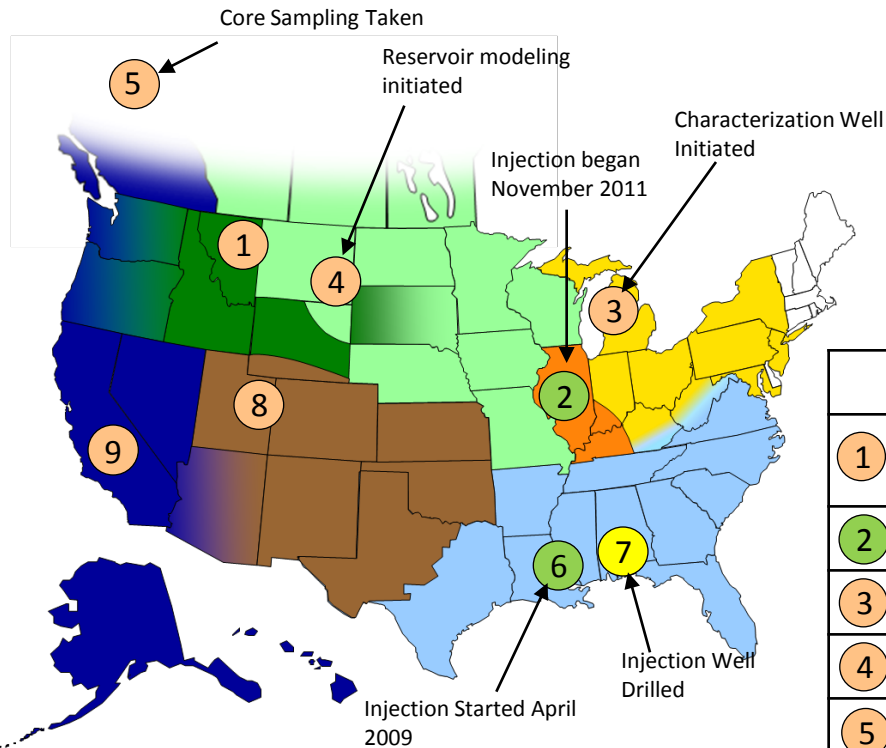 Core Sampling Taken
5
Reservoir modeling
initiated
Characterization Well
Initiated
Injection began
November 2011
1
4
3
2
8
9
6
7
Injection Well
Drilled
Injection Started April
2009
1
2
3
4
5